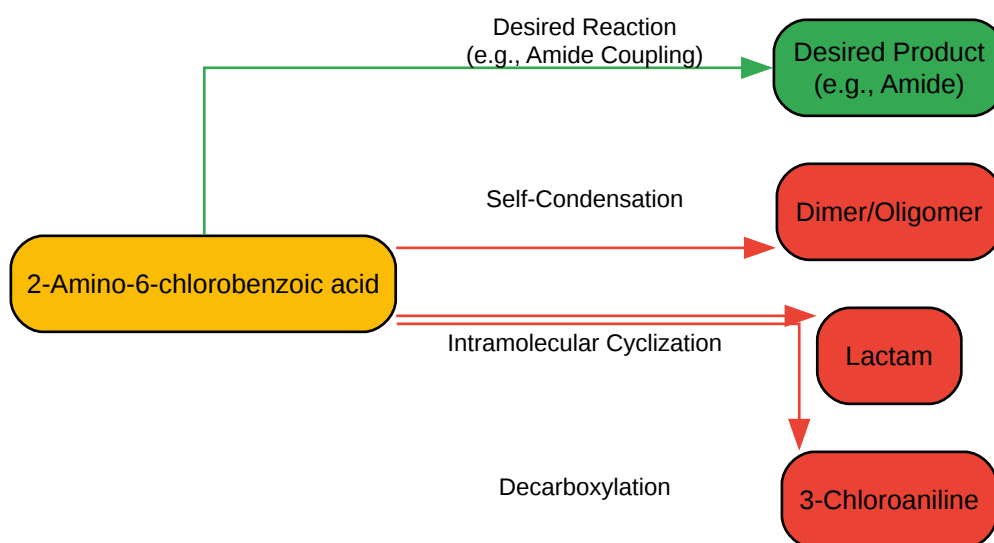 Desired Reaction
(e.g., Amide Coupling)
Desired Product
(e.g., Amide)
Self-Condensation
Dimer/Oligomer
2-Amino-6-chlorobenzoic acid
Intramolecular Cyclization
Lactam
Decarboxylation
3-Chloroaniline